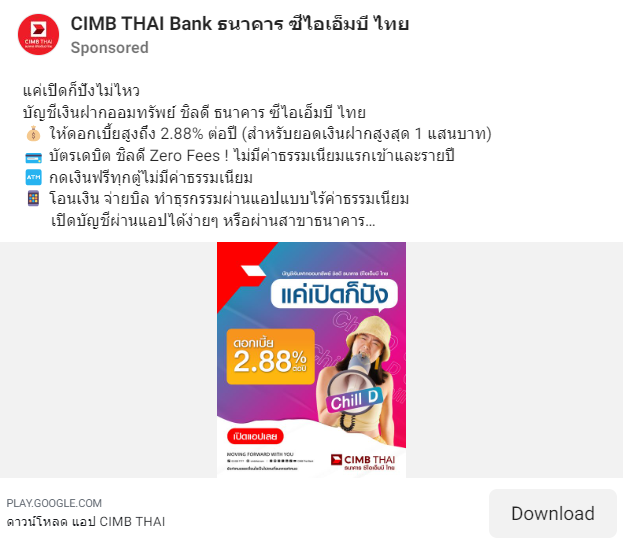 CIMB THAI Bank ธนาคาร ซีไอเอ็มบี ไทย
Sponsored
CIMB THAI
แค่เปิดก็ปังไม่ไหว
บัญชีเงินฝากออมทรัพย์ ชิลดี ธนาคาร ซีไอเอ็มบี ไทย
💰 ให้ดอกเบี้ยสูงถึง 2.88% ต่อปี (สำหรับยอดเงินฝากสูงสุด 1 แสนบาท)
💳 บัตรเดบิต ชิลดี Zero Fees ! ไม่มีค่าธรรมเนียมแรกเข้าและรายปี
🏧 กดเงินฟรีทุกตู้ไม่มีค่าธรรมเนียม
📱 โอนเงิน จ่ายบิล ทำธุรกรรมผ่านแอปแบบไร้ค่าธรรมเนียม
เปิดบัญชีผ่านแอปได้ง่ายๆ หรือผ่านสาขาธนาคาร...
บัญชีเงินฝากออมทรัพย์ ชิลดี ธนาคาร ซีไอเอ็มบี ไทย
แค่เปิดก็ปัง
ดอกเบี้ย
2.88%
ต่อปี
Chill D
เปิดแอปเลย
MOVING FORWARD WITH YOU
CIMB THAI
ธนาคาร ซีไอเอ็มบี ไทย
PLAY.GOOGLE.COM
ดาวน์โหลด แอป CIMB THAI
Download